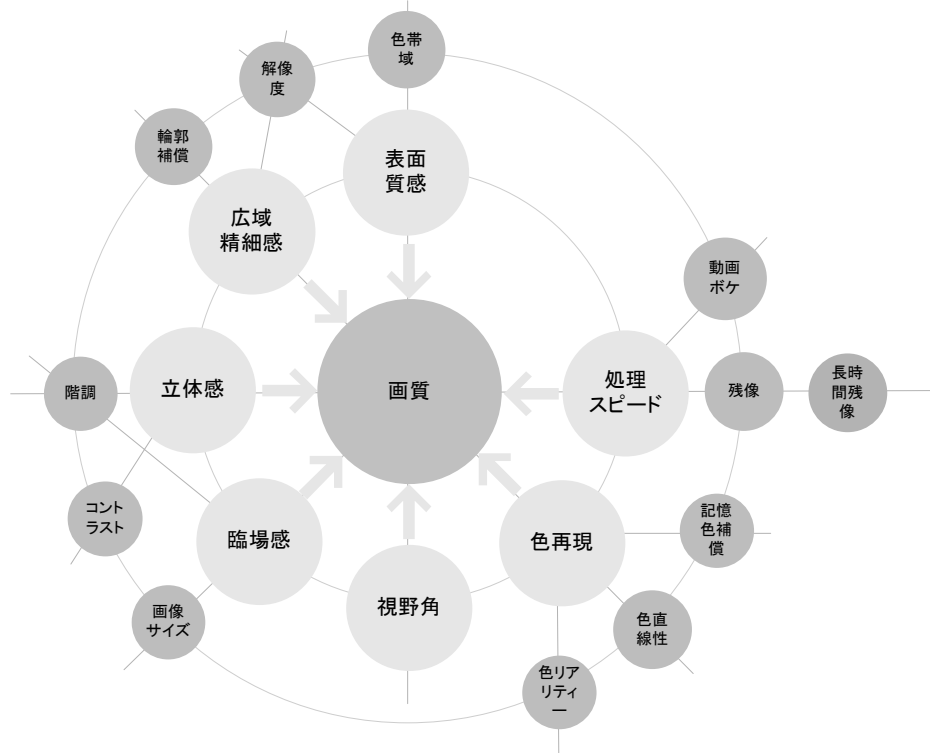 色帯
域
解像
度
輪郭
補償
表面
質感
広域
精細感
動画
ボケ
立体感
階調
画質
処理
スピード
残像
長時
間残
像
コント
ラスト
臨場感
色再現
記憶
色補
償
視野角
画像
サイズ
色直
線性
色リア
リティ
ー